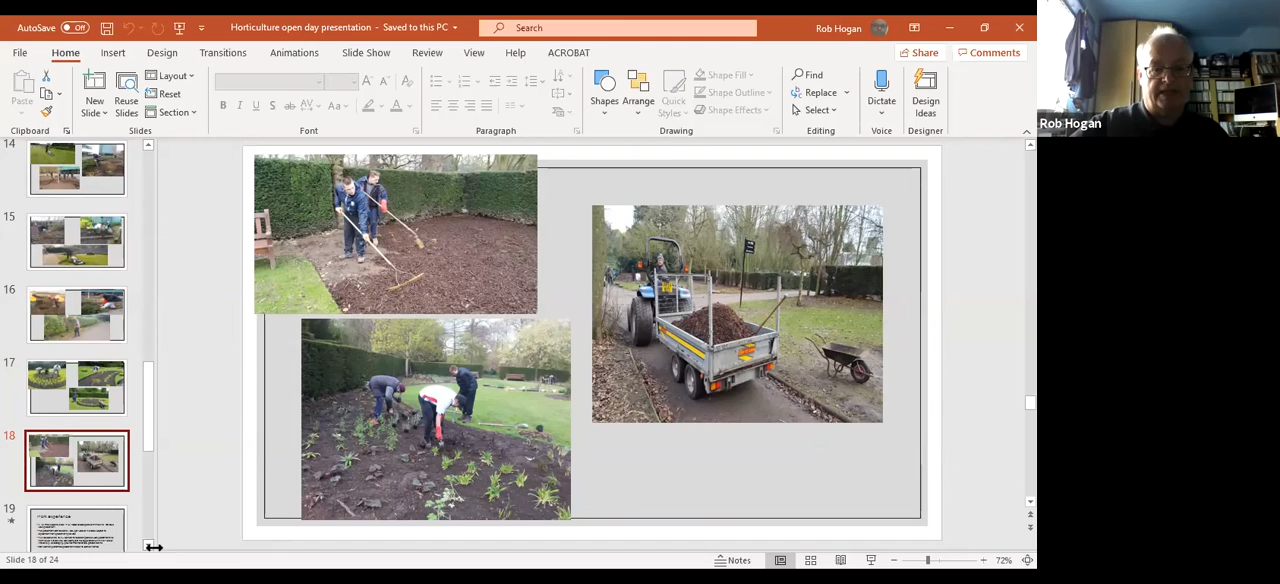 AutoSave Off Horticulture open day presentation - Saved to this PC Search Rob Hogan
File Home Insert Design Transitions Animations Slide Show Review View Help ACROBAT Share Comments
Paste New Slide Reuse Slides Layout Reset Section
B I U S ab AV Aa A
Shapes Arrange Quick Styles Shape Fill Shape Outline Shape Effects
Find Replace Select Dictate Design Ideas
Clipboard Slides Font Paragraph Drawing Editing Voice Designer
Rob Hogan
14
15
16
17
18
19
Slide 18 of 24 Notes 72%